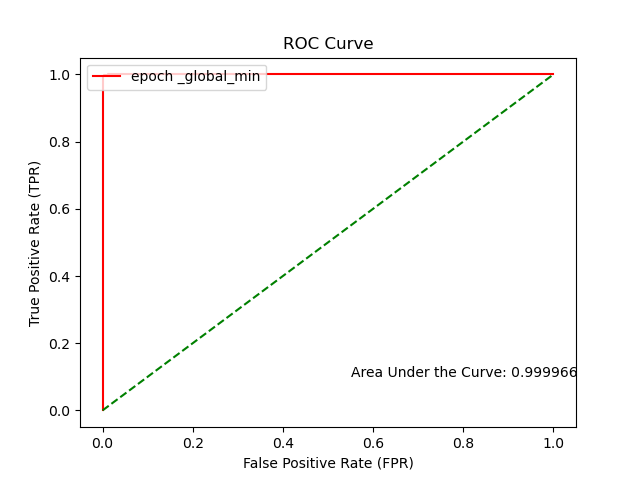 ROC Curve
epoch _global_min
1.0
0.8
0.6
0.4
0.2
0.0
True Positive Rate (TPR)
Area Under the Curve: 0.999966
0.0 0.2 0.4 0.6 0.8 1.0
False Positive Rate (FPR)